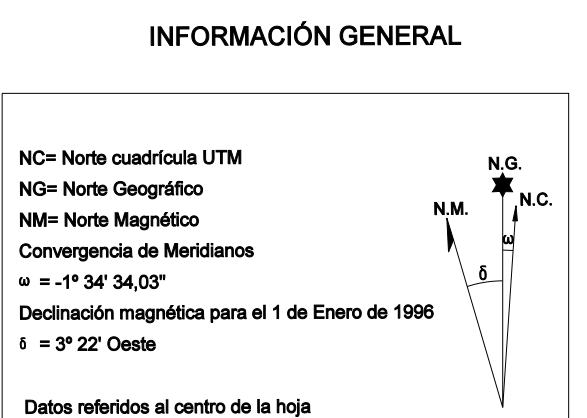 INFORMACIÓN GENERAL
NC= Norte cuadrícula UTM
NG= Norte Geográfico
NM= Norte Magnético
Convergencia de Meridianos
ω = -1º 34' 34,03"
Declinación magnética para el 1 de Enero de 1996
δ = 3º 22' Oeste
Datos referidos al centro de la hoja
N.G.
N.C.
N.M.
ω
δ